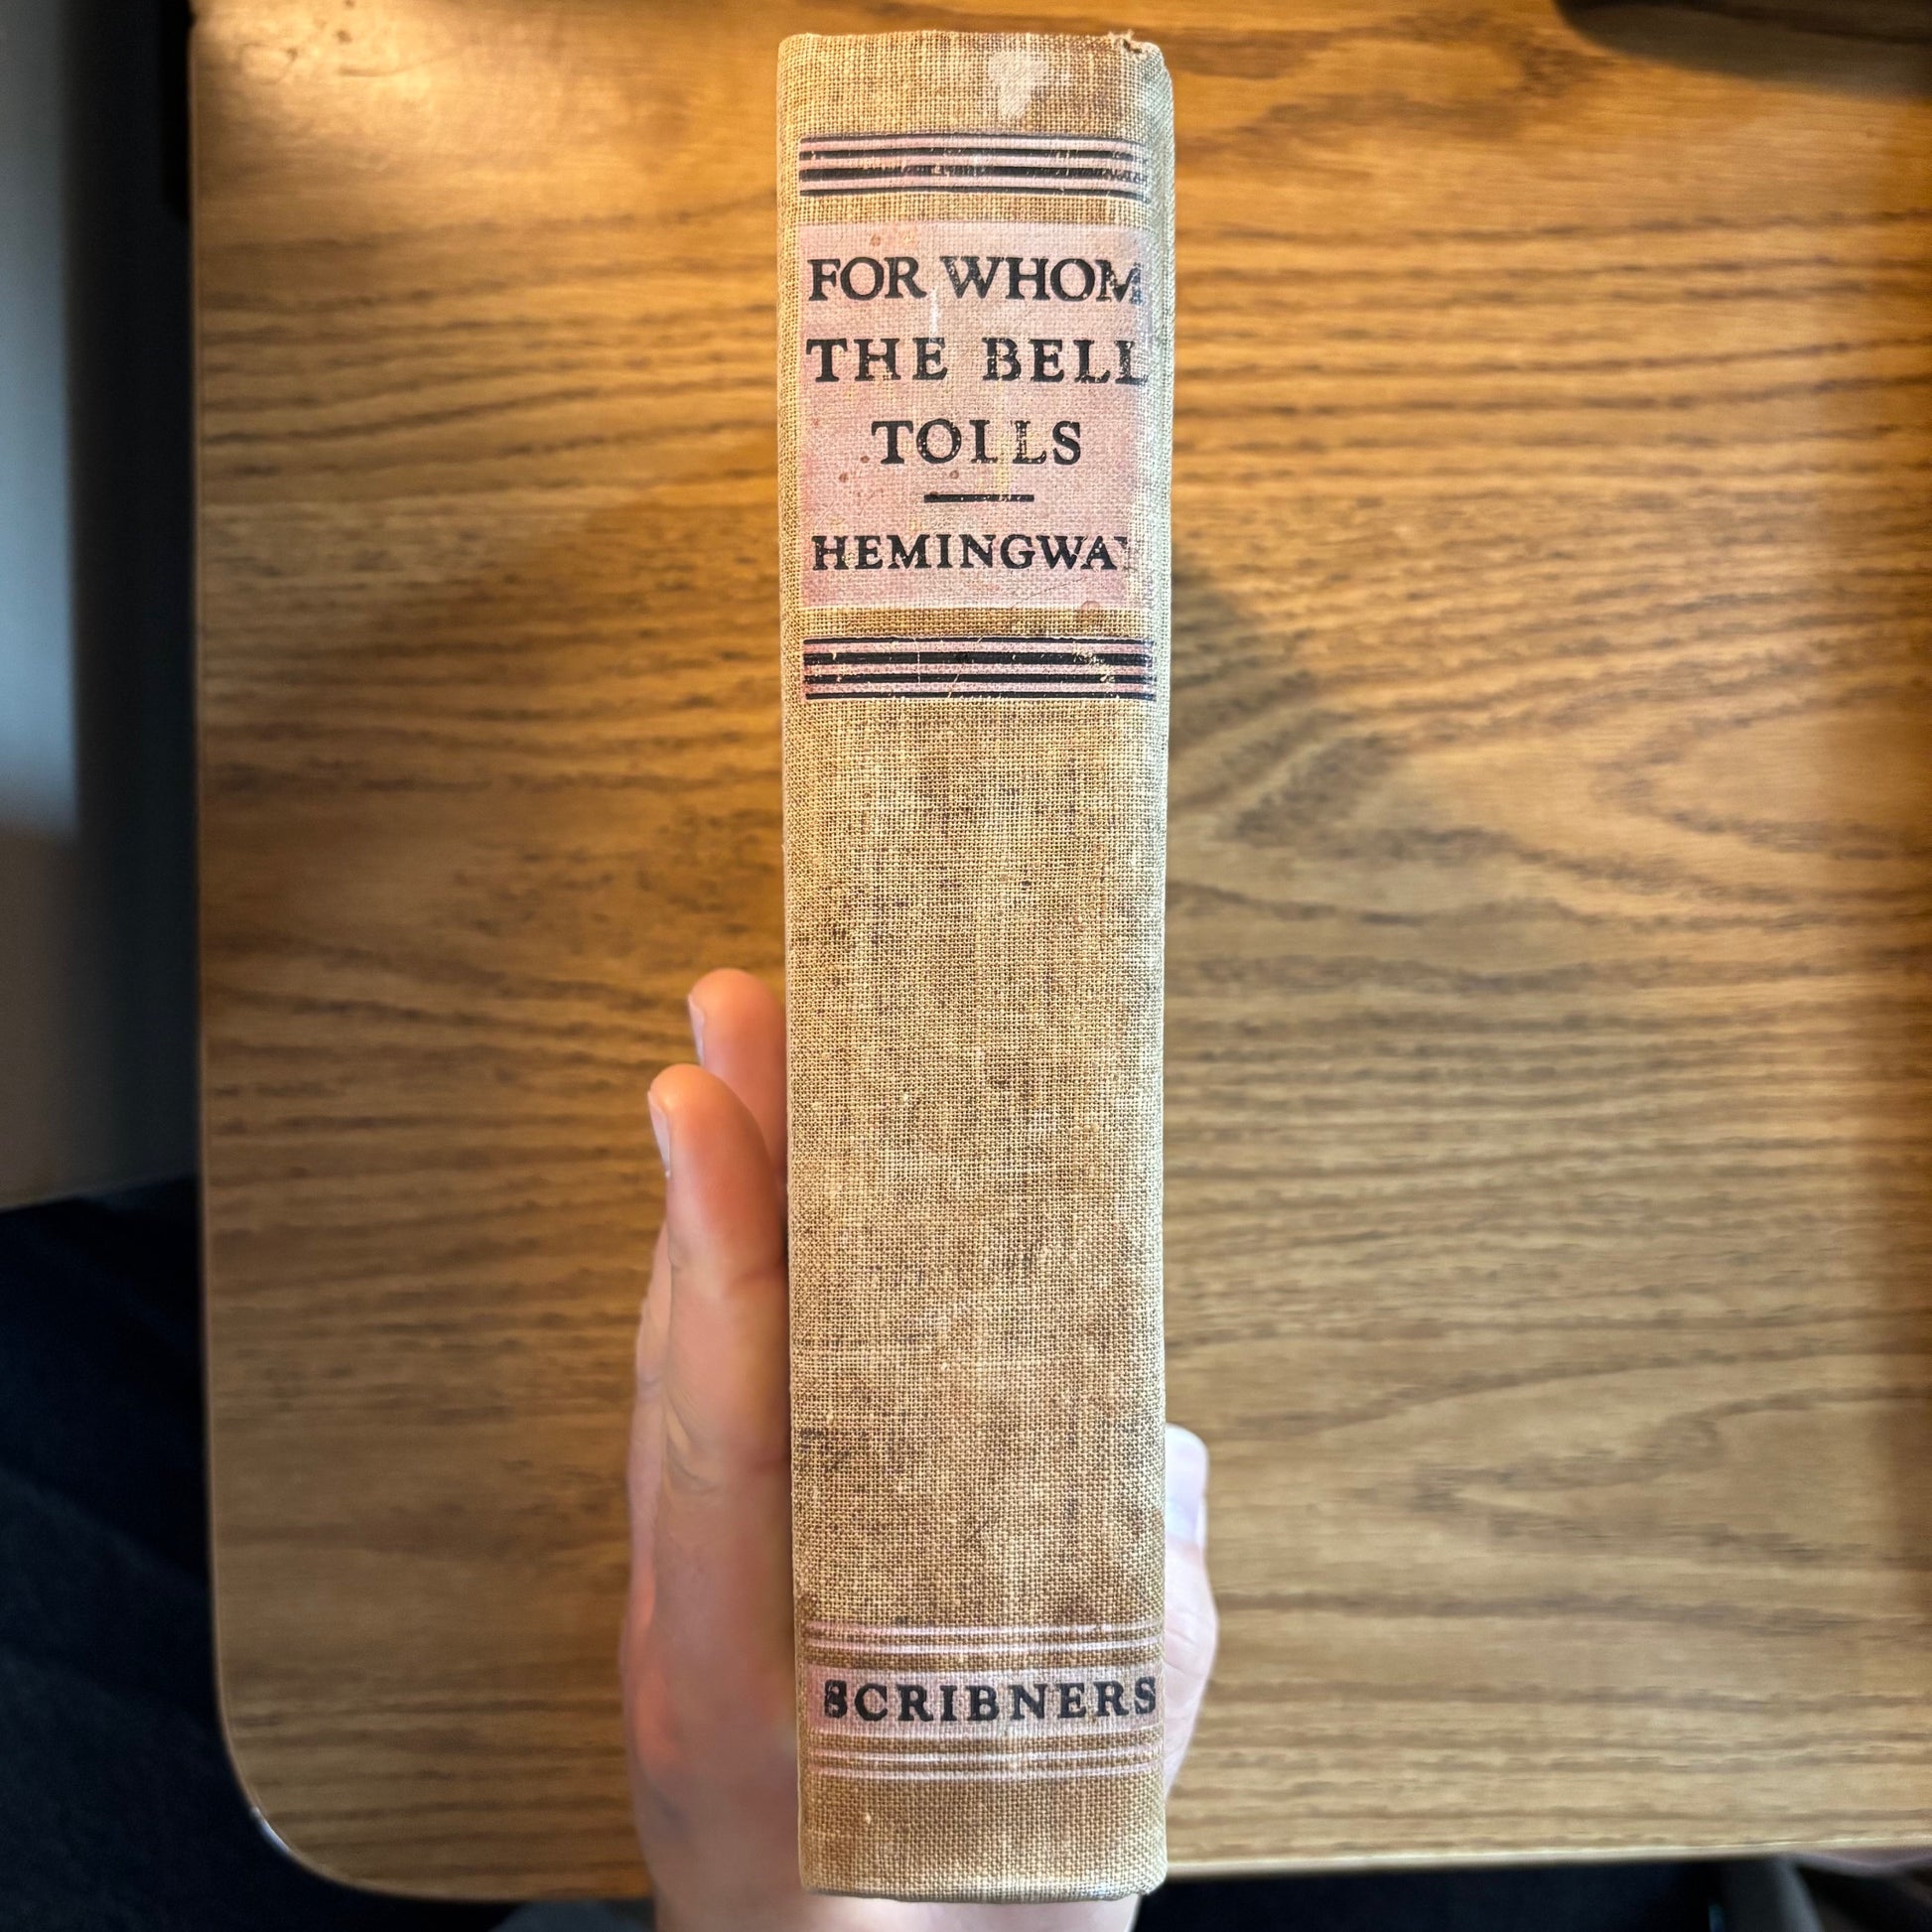 FOR WHOM
THE BELL
TOLLS
HEMINGWAY
SCRIBNERS